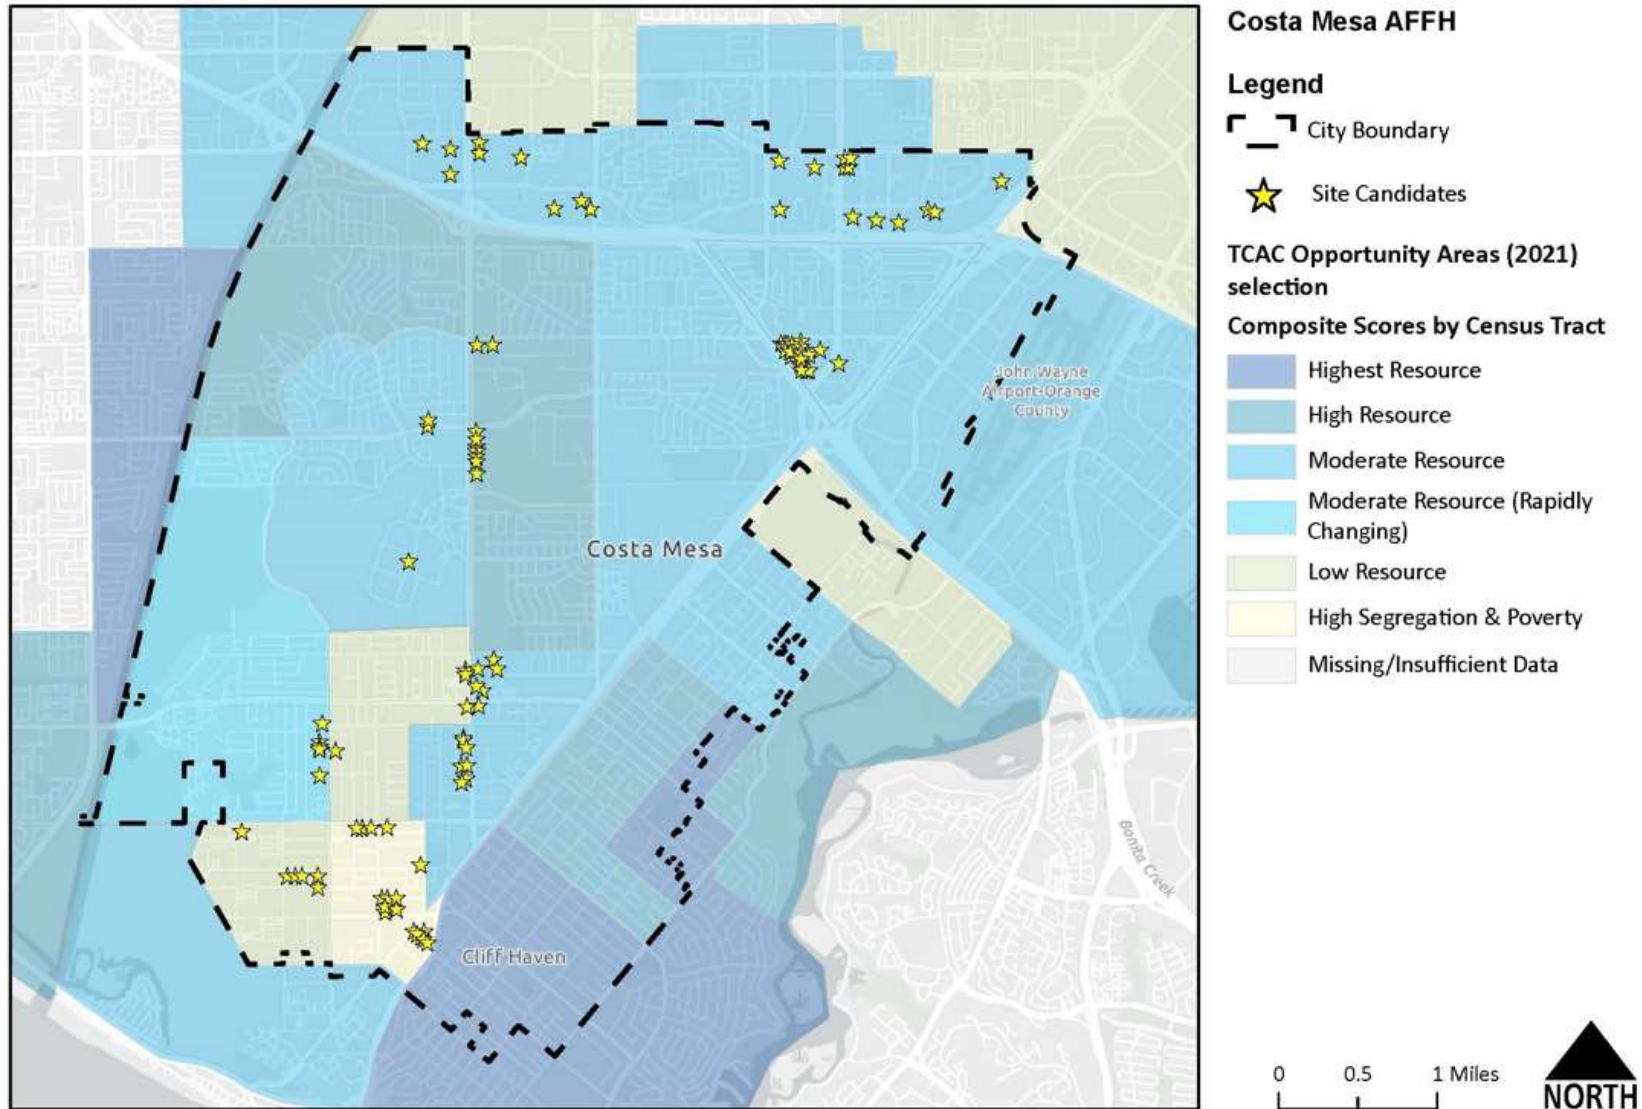 Costa Mesa AFFH
Legend
City Boundary
Site Candidates
TCAC Opportunity Areas (2021)
selection
Composite Scores by Census Tract
Highest Resource
High Resource
Moderate Resource
Moderate Resource (Rapidly
Changing)
Low Resource
High Segregation & Poverty
Missing/Insufficient Data
John Wayne
Airport-Orange
County
Costa Mesa
Cliff Haven
Bonita Creek
0 0.5 1 Miles
NORTH